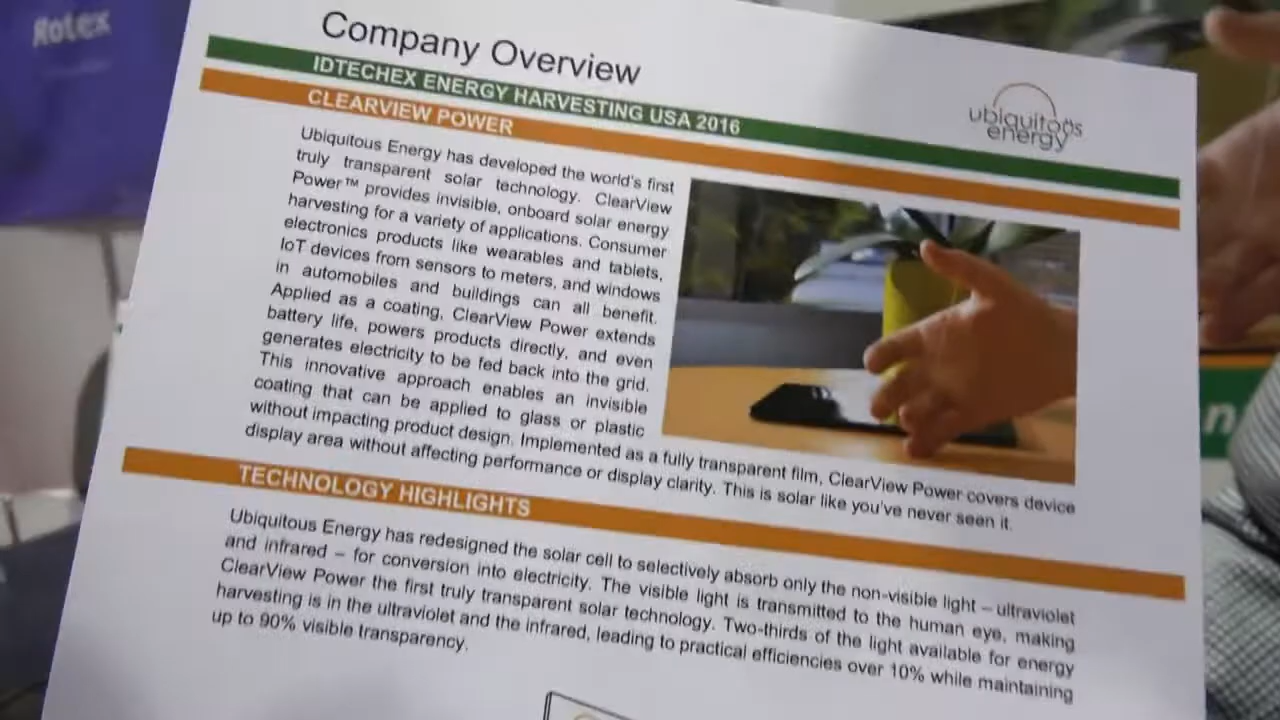 Rotex
Company Overview
IDTECHEX ENERGY HARVESTING USA 2016
CLEARVIEW POWER
ubiquitous
energy
Ubiquitous Energy has developed the world's first
truly transparent solar technology. ClearView
Power™ provides invisible, onboard solar energy
harvesting for a variety of applications. Consumer
electronics products like wearables and tablets,
IoT devices from sensors to meters, and windows
in automobiles and buildings can all benefit.
Applied as a coating, ClearView Power extends
battery life, powers products directly, and even
generates electricity to be fed back into the grid.
This innovative approach enables an invisible
coating that can be applied to glass or plastic
without impacting product design. Implemented as a fully transparent film, ClearView Power covers device
display area without affecting performance or display clarity. This is solar like you've never seen it.
TECHNOLOGY HIGHLIGHTS
Ubiquitous Energy has redesigned the solar cell to selectively absorb only the non-visible light – ultraviolet
and infrared – for conversion into electricity. The visible light is transmitted to the human eye, making
ClearView Power the first truly transparent solar technology. Two-thirds of the light available for energy
harvesting is in the ultraviolet and the infrared, leading to practical efficiencies over 10% while maintaining
up to 90% visible transparency.